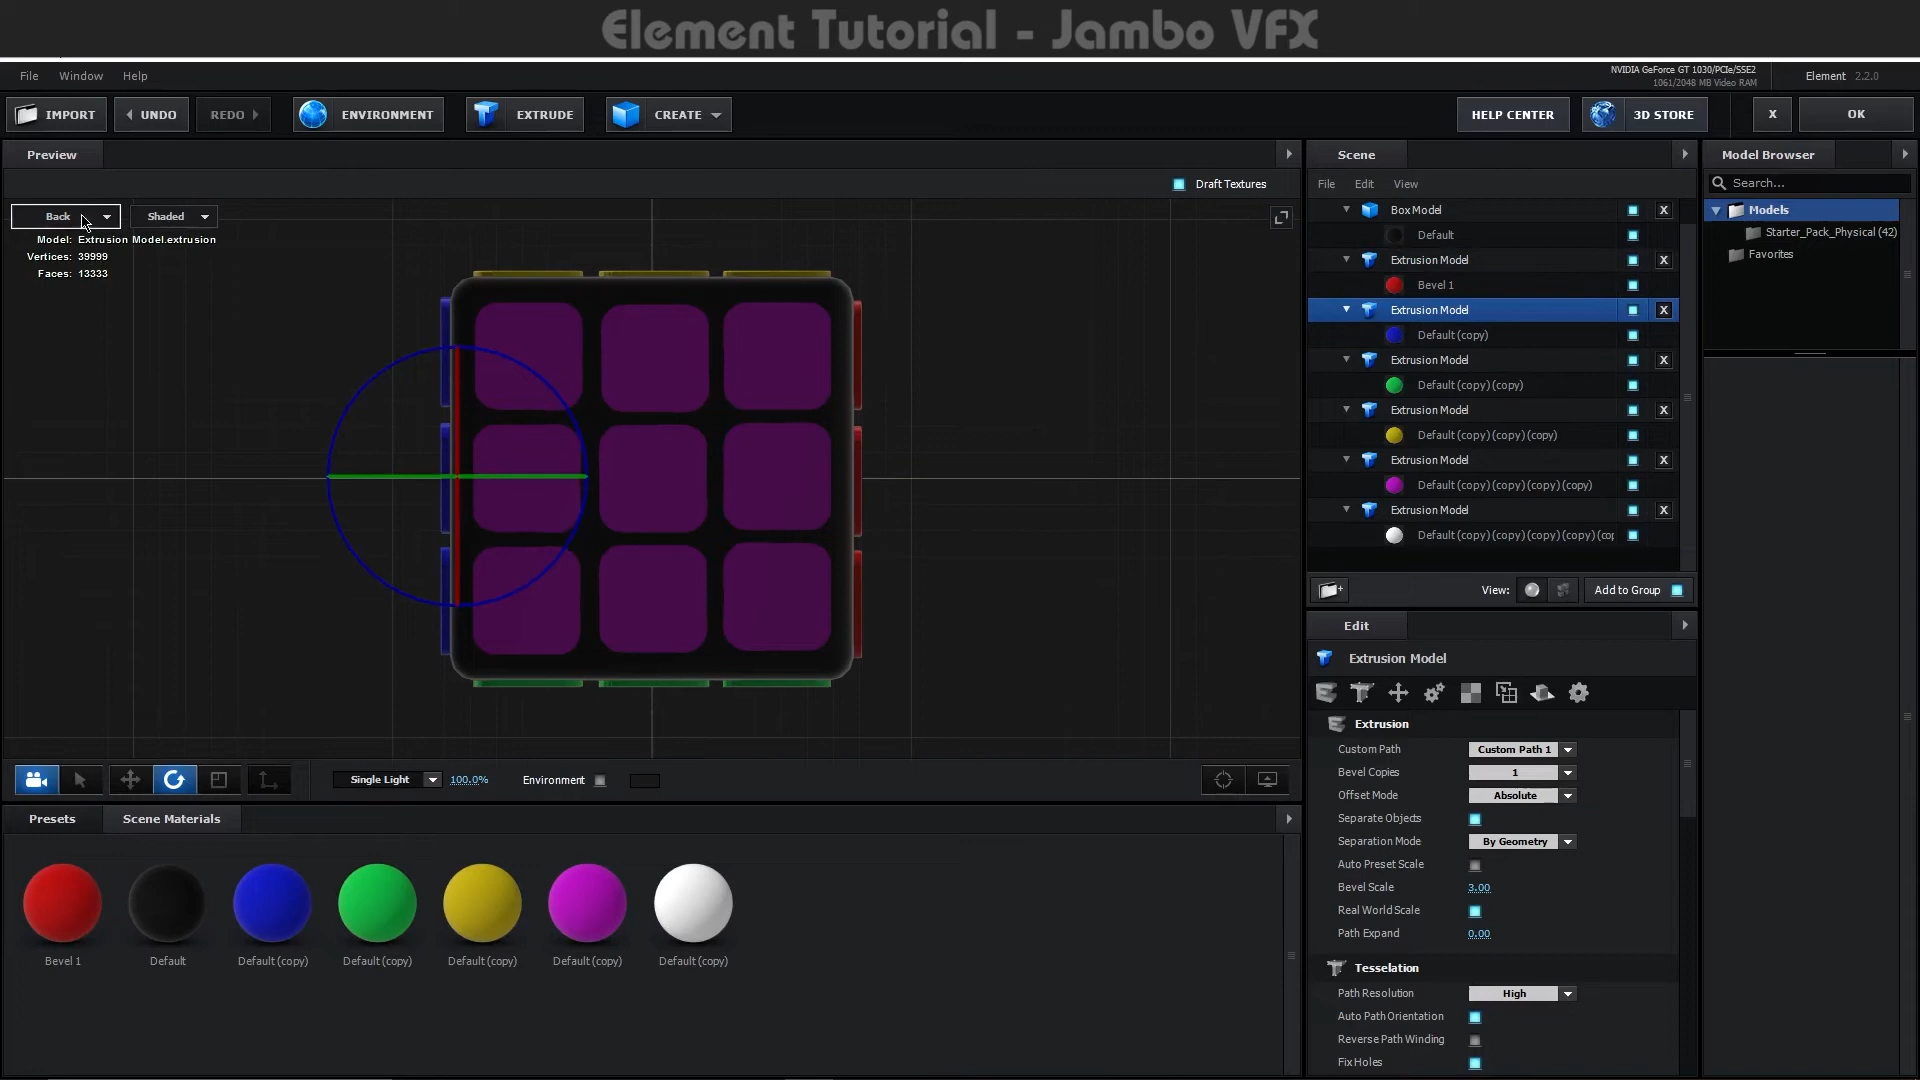 Element Tutorial - Jambo VFX
File Window Help
NVIDIA GeForce GT 1030/PCIe/SSE2
1061/2048 MB Video RAM
Element 2.2.0
IMPORT UNDO REDO ENVIRONMENT EXTRUDE CREATE HELP CENTER 3D STORE X OK
Preview
Draft Textures
Back Shaded
Model: Extrusion Model.extrusion
Vertices: 39999
Faces: 13333
Single Light 100.0% Environment
Presets Scene Materials
Bevel 1 Default Default (copy) Default (copy) Default (copy) Default (copy) Default (copy)
Scene
File Edit View
Box Model X
Default
Extrusion Model X
Bevel 1
Extrusion Model X
Default (copy)
Extrusion Model X
Default (copy) (copy)
Extrusion Model X
Default (copy) (copy) (copy)
Extrusion Model X
Default (copy) (copy) (copy) (copy)
Extrusion Model X
Default (copy) (copy) (copy) (copy) (cop
View: Add to Group
Edit
Extrusion Model
Extrusion
Custom Path Custom Path 1
Bevel Copies 1
Offset Mode Absolute
Separate Objects
Separation Mode By Geometry
Auto Preset Scale
Bevel Scale 3.00
Real World Scale
Path Expand 0.00
Tesselation
Path Resolution High
Auto Path Orientation
Reverse Path Winding
Fix Holes
Model Browser
Search...
Models
Starter_Pack_Physical (42)
Favorites